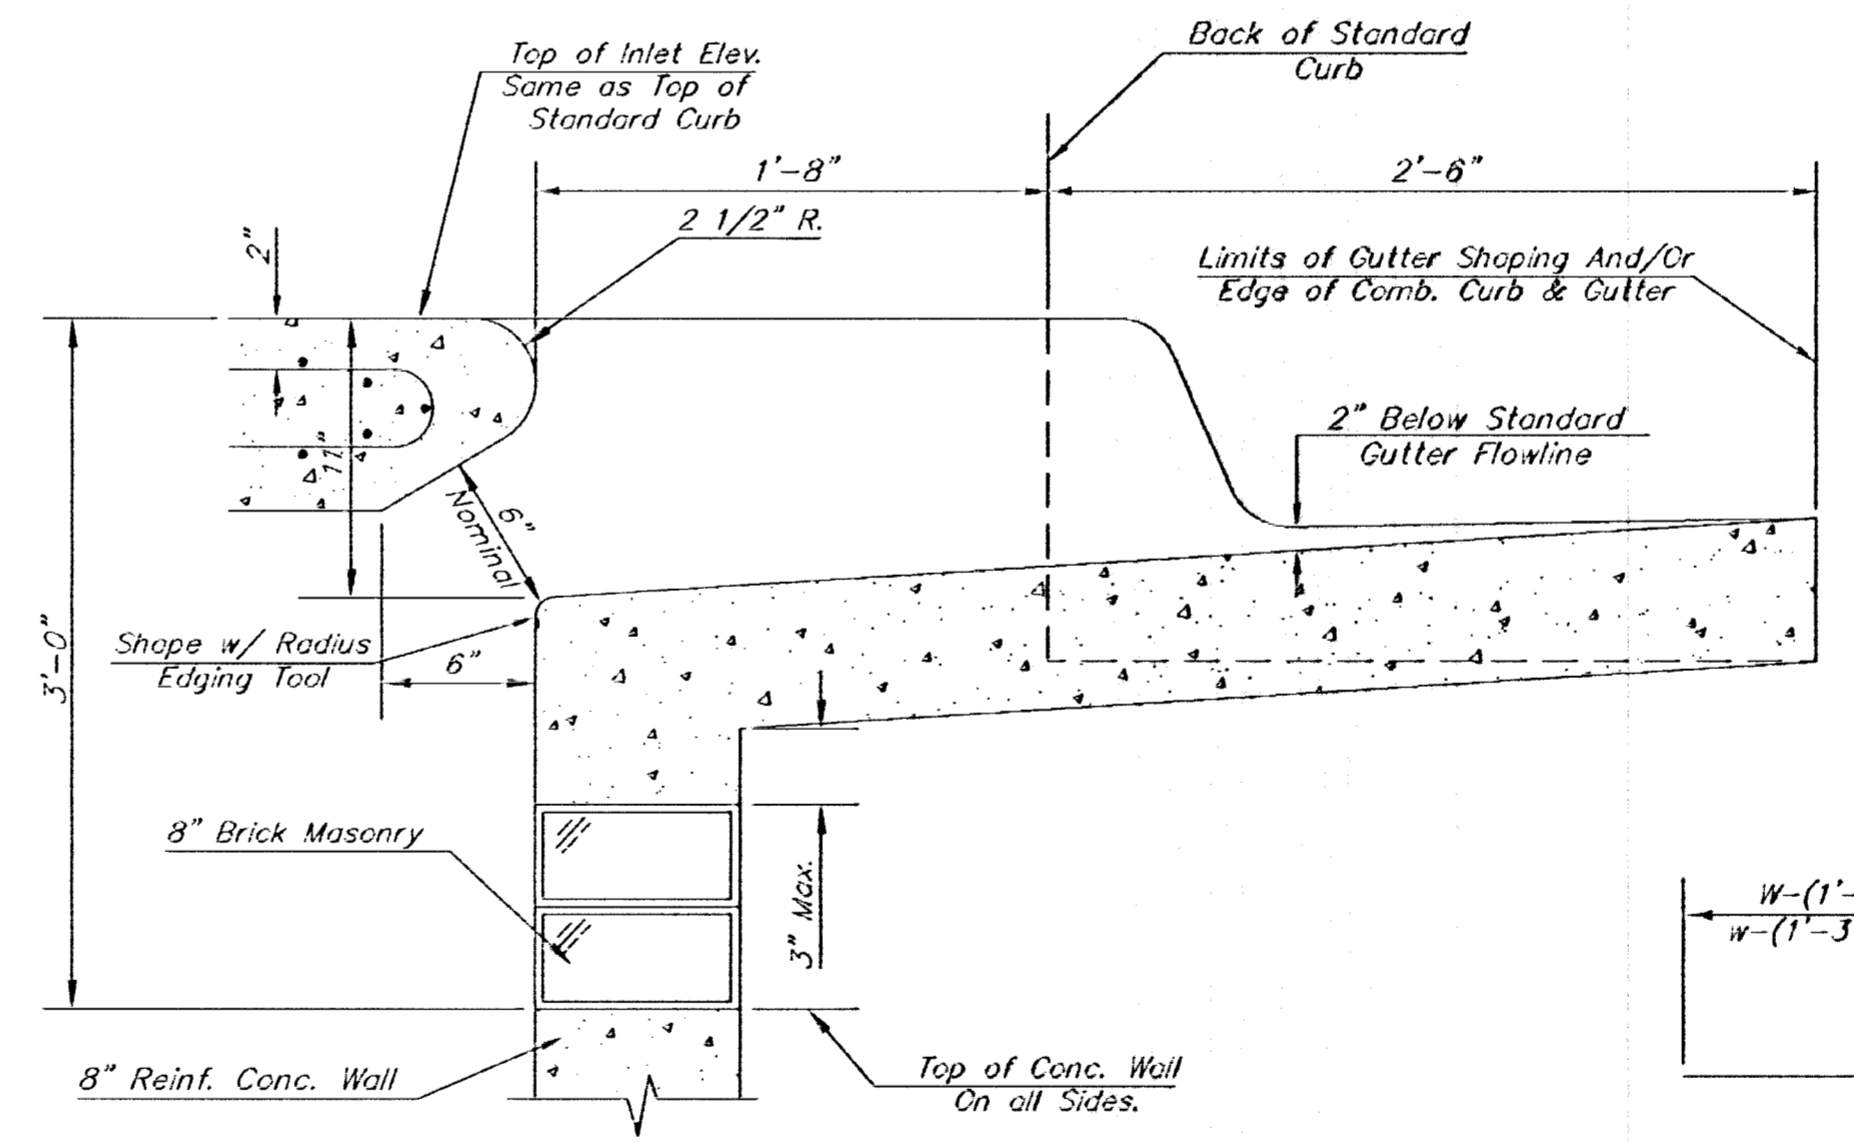 Back of Standard
Curb
Top of Inlet Elev.
Same as Top of
Standard Curb
1'-8"
2'-6"
2 1/2" R.
2"
Limits of Gutter Shaping And/Or
Edge of Comb. Curb & Gutter
2" Below Standard
Gutter Flowline
11"
6"
Nominal
Shape w/ Radius
Edging Tool
6"
3'-0"
8" Brick Masonry
3" Max.
W-(1'-
w-(1'-3
8" Reinf. Conc. Wall
Top of Conc. Wall
On all Sides.